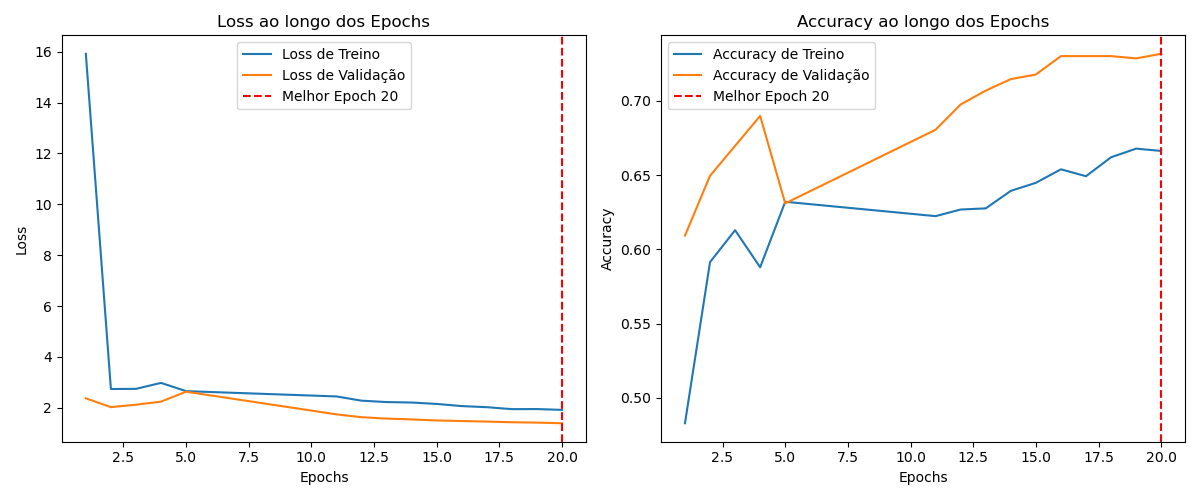 Loss ao longo dos Epochs
Loss de Treino
Loss de Validação
Melhor Epoch 20
16
14
12
10
8
6
4
2
Loss
2.5 5.0 7.5 10.0 12.5 15.0 17.5 20.0
Epochs
Accuracy ao longo dos Epochs
Accuracy de Treino
Accuracy de Validação
Melhor Epoch 20
0.70
0.65
0.60
0.55
0.50
Accuracy
2.5 5.0 7.5 10.0 12.5 15.0 17.5 20.0
Epochs